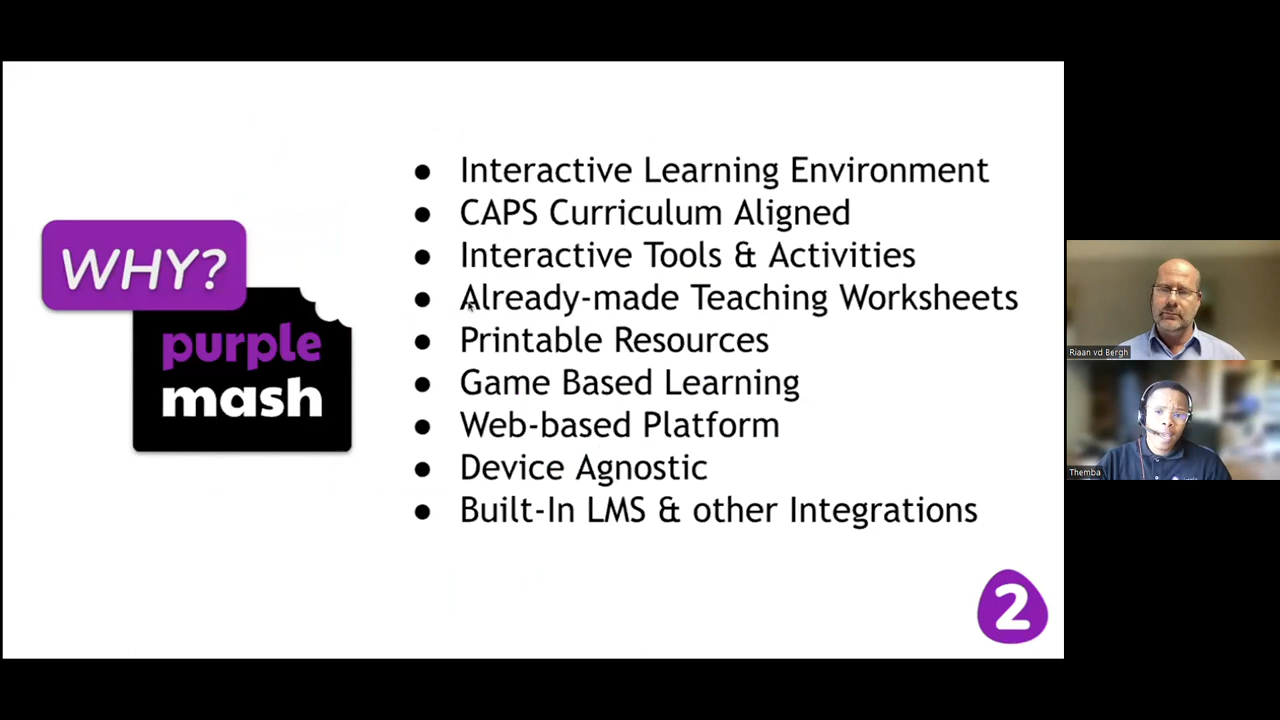 WHY?
purple
mash
● Interactive Learning Environment
● CAPS Curriculum Aligned
● Interactive Tools & Activities
● Already-made Teaching Worksheets
● Printable Resources
● Game Based Learning
● Web-based Platform
● Device Agnostic
● Built-In LMS & other Integrations
2
Riaan vd Bergh
Themba